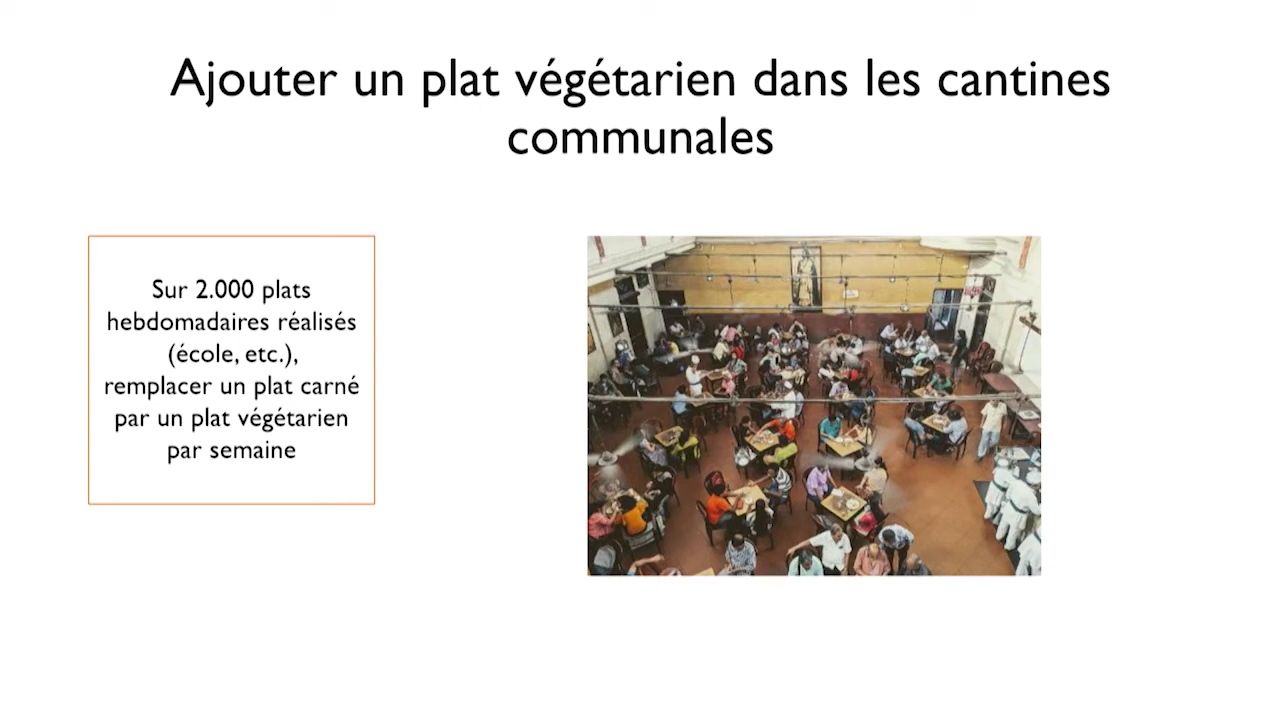 Ajouter un plat végétarien dans les cantines
communales
Sur 2.000 plats
hebdomadaires réalisés
(école, etc.),
remplacer un plat carné
par un plat végétarien
par semaine